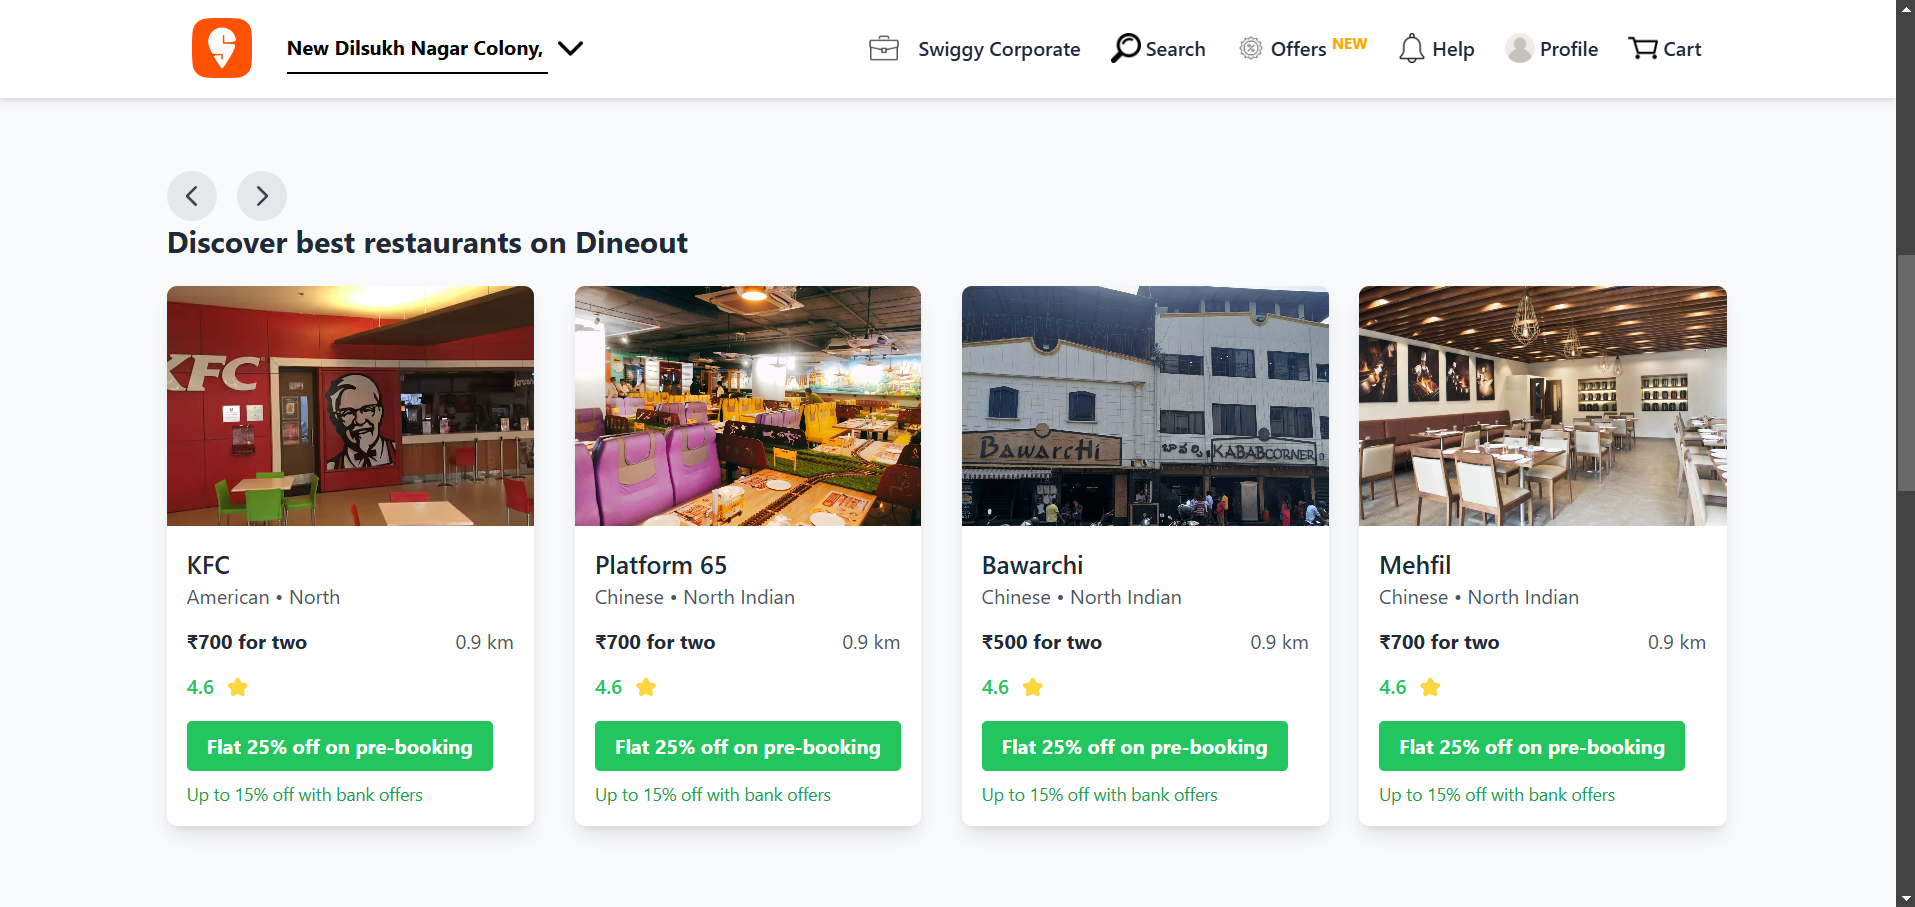 New Dilsukh Nagar Colony,
Swiggy Corporate
Search
Offers NEW
Help
Profile
Cart
Discover best restaurants on Dineout
KFC
BAWARCHI
బావర్చి KABAB CORNER
KFC
American • North
₹700 for two 0.9 km
4.6
Flat 25% off on pre-booking
Up to 15% off with bank offers
Platform 65
Chinese • North Indian
₹700 for two 0.9 km
4.6
Flat 25% off on pre-booking
Up to 15% off with bank offers
Bawarchi
Chinese • North Indian
₹500 for two 0.9 km
4.6
Flat 25% off on pre-booking
Up to 15% off with bank offers
Mehfil
Chinese • North Indian
₹700 for two 0.9 km
4.6
Flat 25% off on pre-booking
Up to 15% off with bank offers